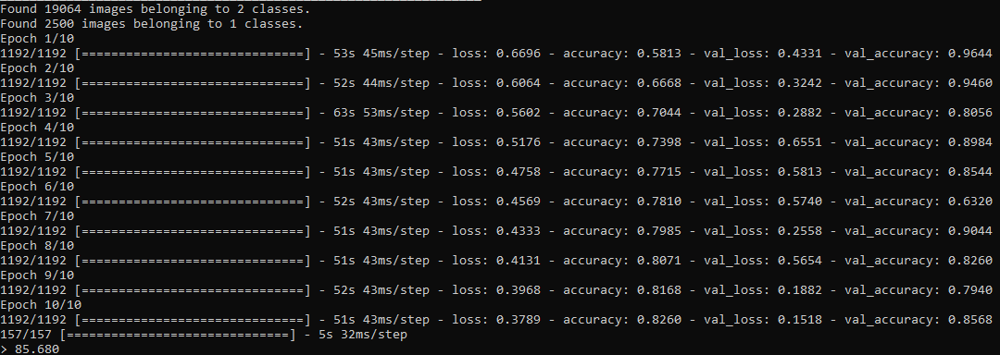 Found 19064 images belonging to 2 classes.
Found 2500 images belonging to 1 classes.
Epoch 1/10
1192/1192 [==============================] - 53s 45ms/step - loss: 0.6696 - accuracy: 0.5813 - val_loss: 0.4331 - val_accuracy: 0.9644
Epoch 2/10
1192/1192 [==============================] - 52s 44ms/step - loss: 0.6064 - accuracy: 0.6668 - val_loss: 0.3242 - val_accuracy: 0.9460
Epoch 3/10
1192/1192 [==============================] - 63s 53ms/step - loss: 0.5602 - accuracy: 0.7044 - val_loss: 0.2882 - val_accuracy: 0.8056
Epoch 4/10
1192/1192 [==============================] - 51s 43ms/step - loss: 0.5176 - accuracy: 0.7398 - val_loss: 0.6551 - val_accuracy: 0.8984
Epoch 5/10
1192/1192 [==============================] - 51s 43ms/step - loss: 0.4758 - accuracy: 0.7715 - val_loss: 0.5813 - val_accuracy: 0.8544
Epoch 6/10
1192/1192 [==============================] - 52s 43ms/step - loss: 0.4569 - accuracy: 0.7810 - val_loss: 0.5740 - val_accuracy: 0.6320
Epoch 7/10
1192/1192 [==============================] - 51s 43ms/step - loss: 0.4333 - accuracy: 0.7985 - val_loss: 0.2558 - val_accuracy: 0.9044
Epoch 8/10
1192/1192 [==============================] - 51s 43ms/step - loss: 0.4131 - accuracy: 0.8071 - val_loss: 0.5654 - val_accuracy: 0.8260
Epoch 9/10
1192/1192 [==============================] - 52s 43ms/step - loss: 0.3968 - accuracy: 0.8168 - val_loss: 0.1882 - val_accuracy: 0.7940
Epoch 10/10
1192/1192 [==============================] - 51s 43ms/step - loss: 0.3789 - accuracy: 0.8260 - val_loss: 0.1518 - val_accuracy: 0.8568
157/157 [==============================] - 5s 32ms/step
> 85.680